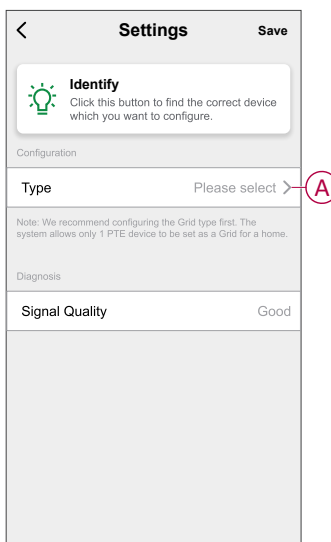 Settings
Save
Identify
Click this button to find the correct device
which you want to configure.
Configuration
Type
Please select
A
Note: We recommend configuring the Grid type first. The
system allows only 1 PTE device to be set as a Grid for a home.
Diagnosis
Signal Quality
Good